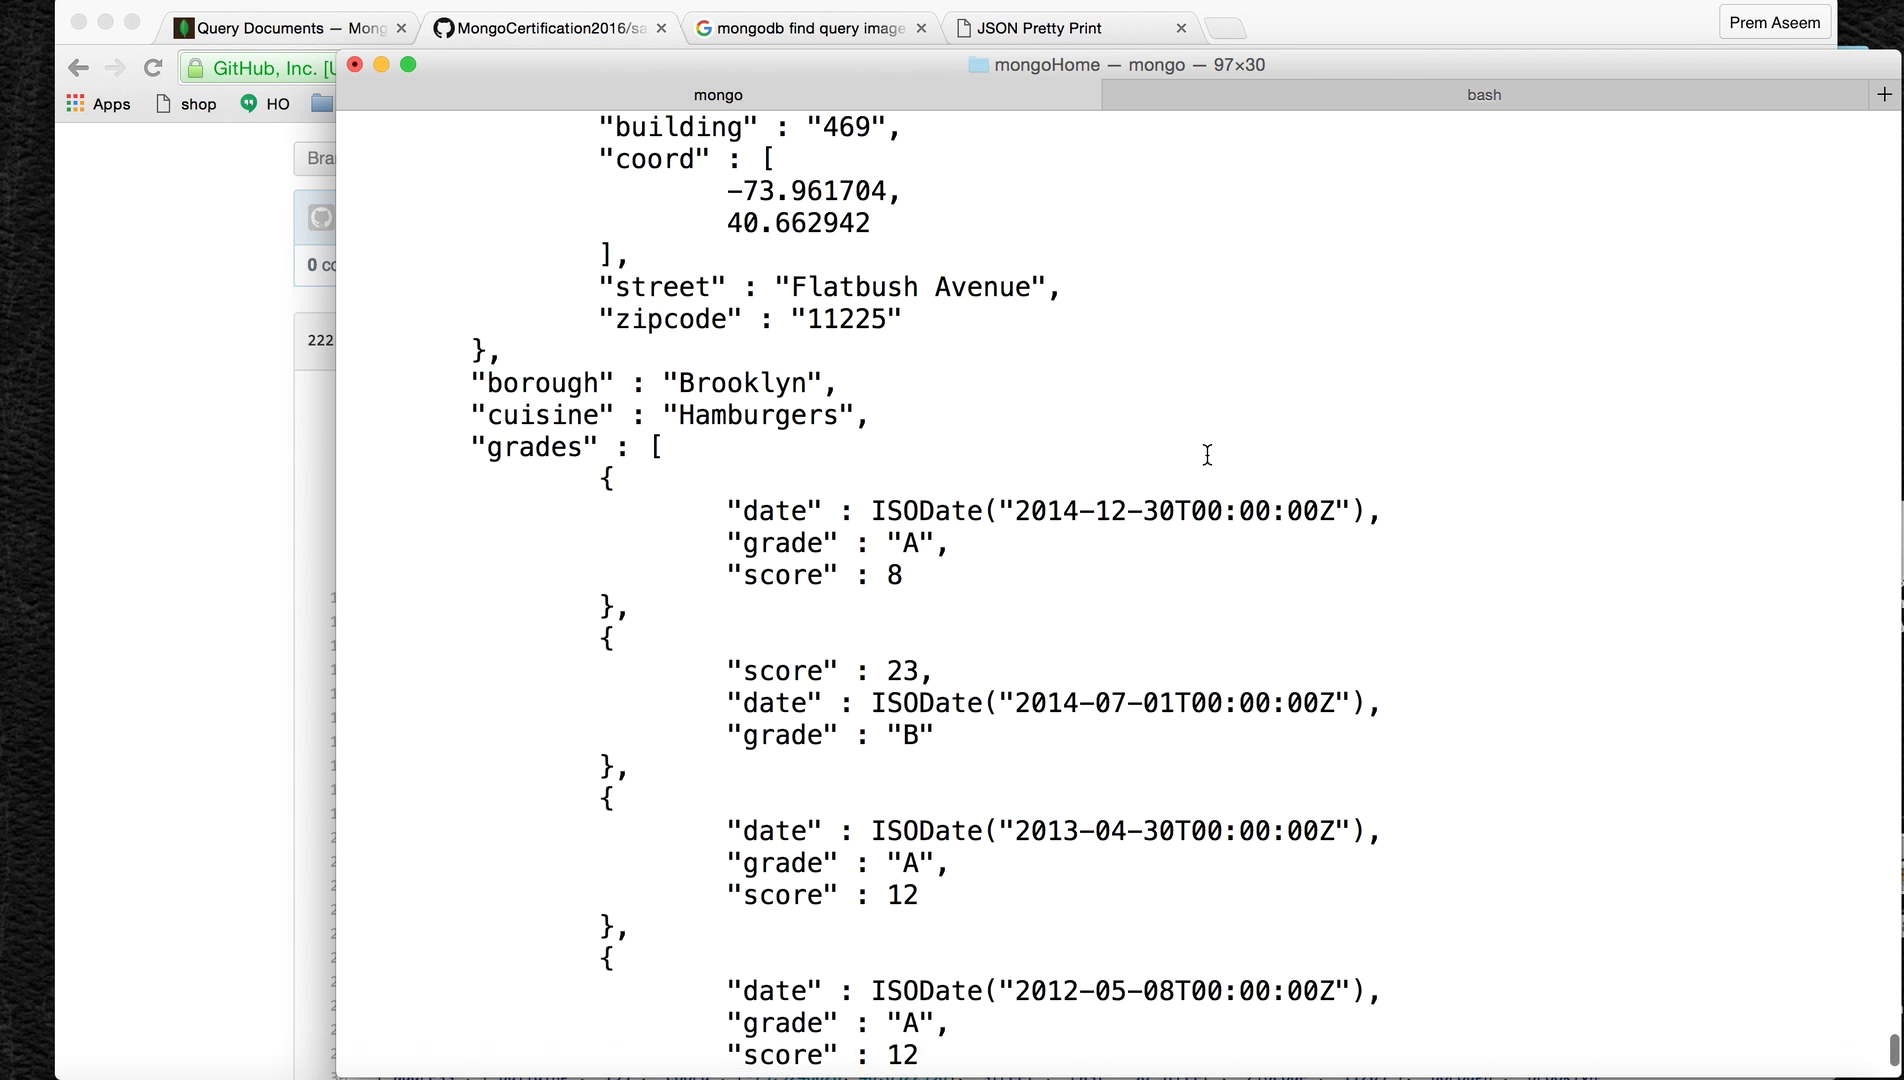 Query Documents — Mong
MongoCertification2016/sa
mongodb find query image
JSON Pretty Print
Prem Aseem
GitHub, Inc. [U
mongoHome — mongo — 97×30
Apps
shop
HO
mongo
bash
+
Bra
0 co
222
"building" : "469",
"coord" : [
-73.961704,
40.662942
],
"street" : "Flatbush Avenue",
"zipcode" : "11225"
},
"borough" : "Brooklyn",
"cuisine" : "Hamburgers",
"grades" : [
{
"date" : ISODate("2014-12-30T00:00:00Z"),
"grade" : "A",
"score" : 8
},
{
"score" : 23,
"date" : ISODate("2014-07-01T00:00:00Z"),
"grade" : "B"
},
{
"date" : ISODate("2013-04-30T00:00:00Z"),
"grade" : "A",
"score" : 12
},
{
"date" : ISODate("2012-05-08T00:00:00Z"),
"grade" : "A",
"score" : 12